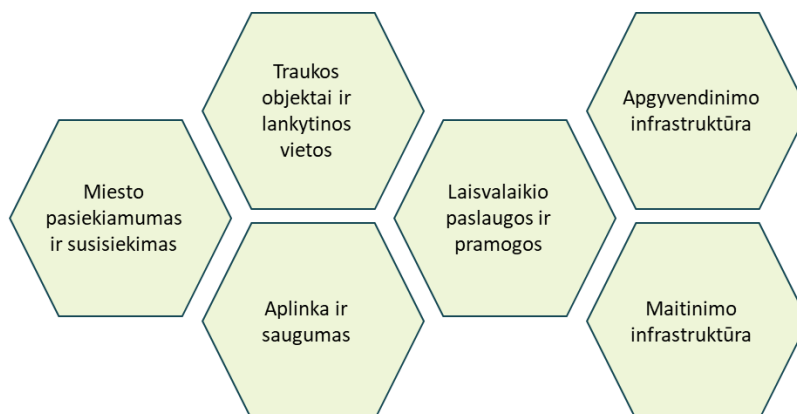 Miesto
pasiekiamumas
ir susisiekimas
Traukos
objektai ir
lankytinos
vietos
Aplinka ir
saugumas
Laisvalaikio
paslaugos ir
pramogos
Apgyvendinimo
infrastruktūra
Maitinimo
infrastruktūra